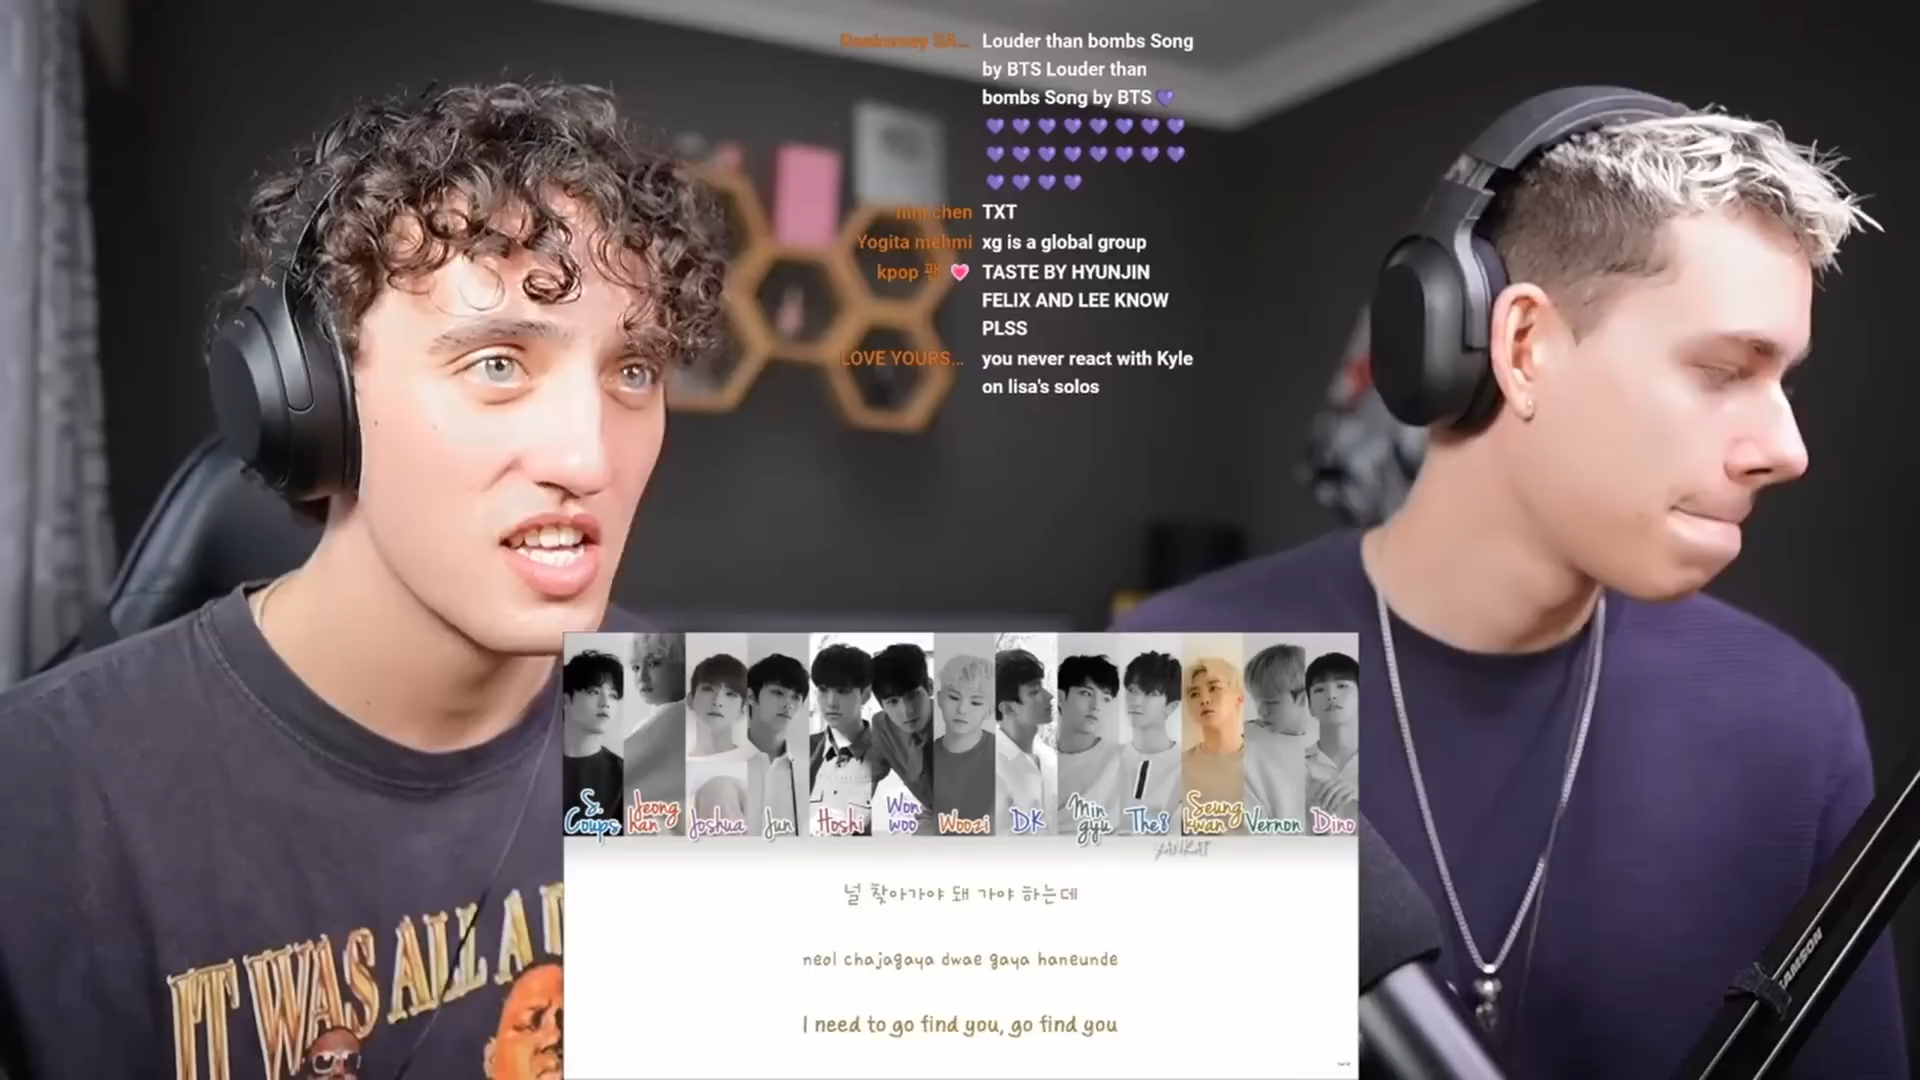 Louder than bombs Song
by BTS Louder than
bombs Song by BTS 💜
💜💜💜💜💜💜💜💜
💜💜💜💜💜💜💜💜
💜💜💜💜
chen TXT
Yogita mehmi xg is a global group
kpop 팬 💗 TASTE BY HYUNJIN
FELIX AND LEE KNOW
PLSS
LOVE YOURS... you never react with Kyle
on lisa's solos
S. Coups
Jeong han
Joshua
Jun
Hoshi
Won woo
Woozi
DK
Min gyu
The8
Seung kwan
Vernon
Dino
YANKAT
널 찾아가야 돼 가야 하는데
neol chajagaya dwae gaya haneunde
I need to go find you, go find you
IT WAS ALL A
SAMSON